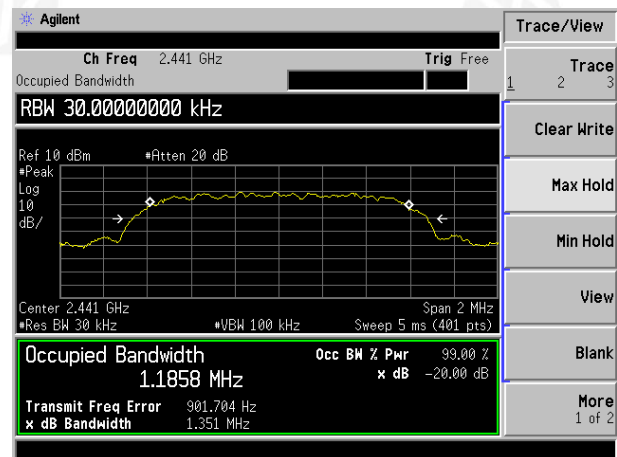 Agilent
Trace/View
Ch Freq 2.441 GHz Trig Free
Occupied Bandwidth
Trace
1 2 3
RBW 30.00000000 kHz
Clear Write
Ref 10 dBm #Atten 20 dB
#Peak
Log
10
dB/
Max Hold
Min Hold
View
Center 2.441 GHz Span 2 MHz
#Res BW 30 kHz #VBW 100 kHz Sweep 5 ms (401 pts)
Occupied Bandwidth Occ BW % Pwr 99.00 %
1.1858 MHz x dB -20.00 dB
Blank
Transmit Freq Error 901.704 Hz
x dB Bandwidth 1.351 MHz
More
1 of 2